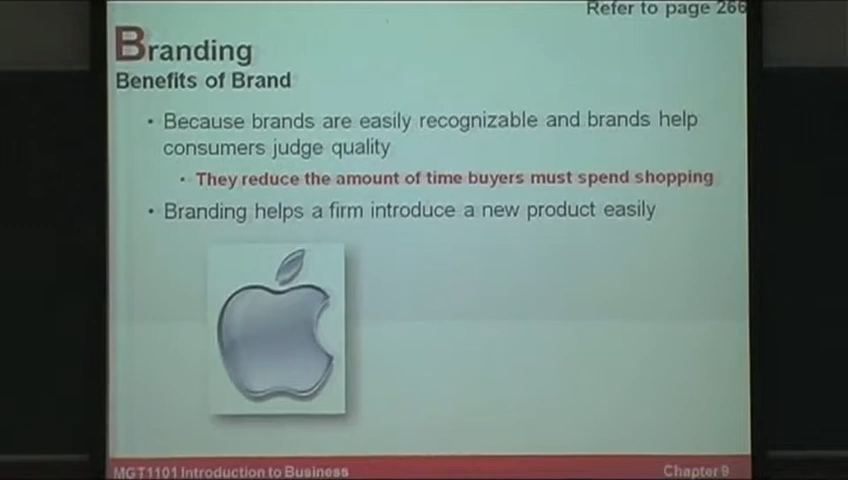 Refer to page 266
Branding
Benefits of Brand
• Because brands are easily recognizable and brands help
consumers judge quality
• They reduce the amount of time buyers must spend shopping
• Branding helps a firm introduce a new product easily
MGT1101 Introduction to Business
Chapter 9